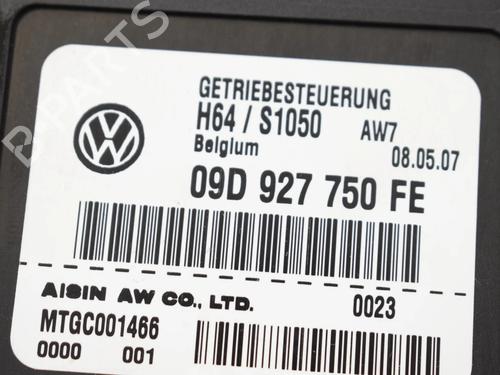 B-PARTS
GETRIEBESTEUERUNG
H64 / S1050 AW7
Belgium 08.05.07
09D 927 750 FE
AISIN AW CO., LTD. 0023
MTGC001466
0000 001